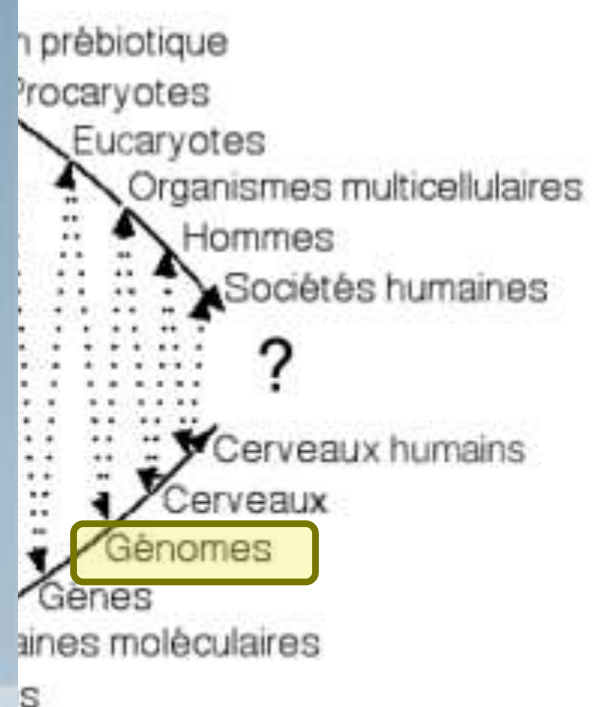 n prébiotique
Procaryotes
Eucaryotes
Organismes multicellulaires
Hommes
Sociétés humaines
?
Cerveaux humains
Cerveaux
Génomes
Gènes
aines moléculaires
s